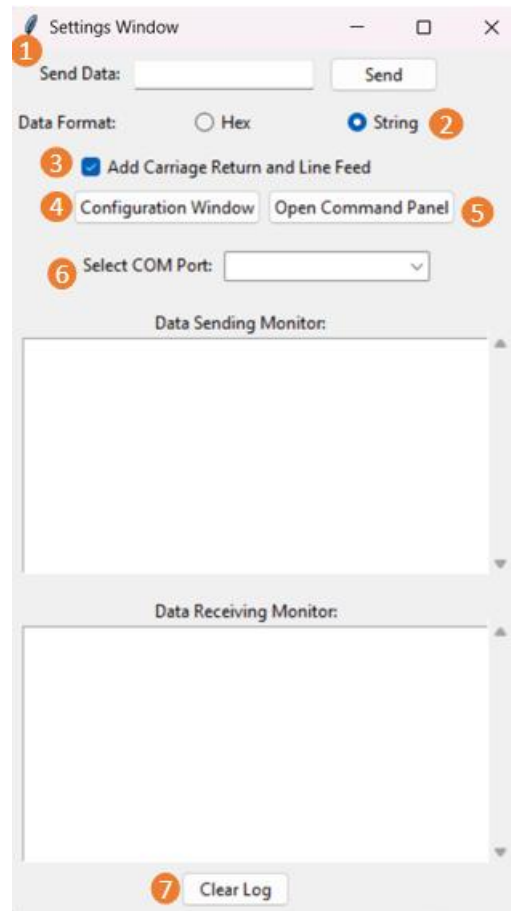 Settings Window
1
Send Data: Send
Data Format: Hex String 2
3 Add Carriage Return and Line Feed
4 Configuration Window Open Command Panel 5
6 Select COM Port:
Data Sending Monitor:
Data Receiving Monitor:
7 Clear Log